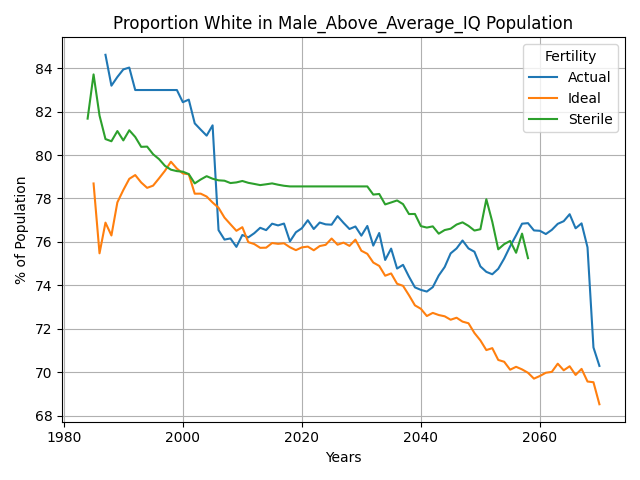 Proportion White in Male_Above_Average_IQ Population
Fertility
Actual
Ideal
Sterile
% of Population
84
82
80
78
76
74
72
70
68
1980
2000
2020
2040
2060
Years